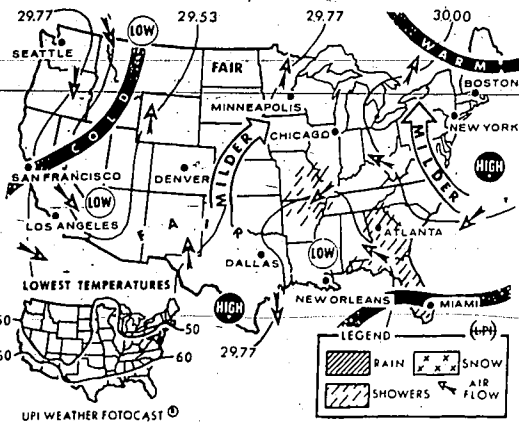 29.77 29.53 29.77 30.00
SEATTLE
LOW
FAIR
WARM
MINNEAPOLIS
BOSTON
COLD
CHICAGO
NEW YORK
SAN FRANCISCO
DENVER
MILDER
MILDER
HIGH
LOW
LOS ANGELES
FAIR
ATLANTA
DALLAS
LOW
LOWEST TEMPERATURES
HIGH
NEW ORLEANS
MIAMI
50
50
60
60
29.77
LEGEND
(UPI)
RAIN
SNOW
SHOWERS
AIR
FLOW
UPI WEATHER FOTOCAST ®